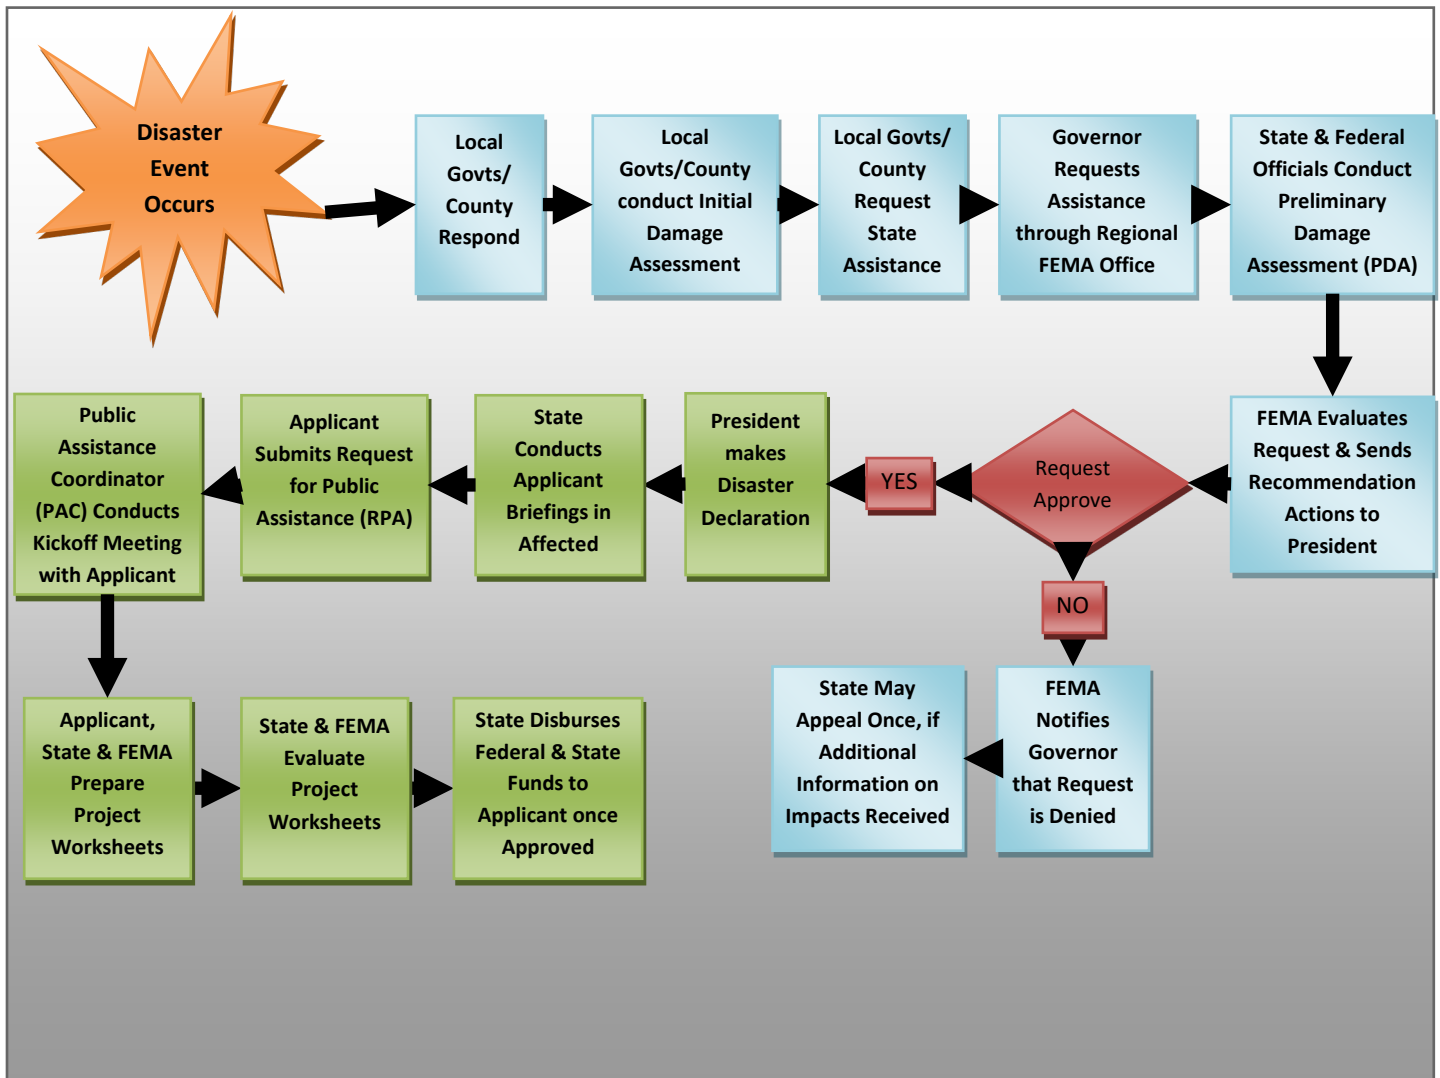 Disaster
Event
Occurs
Local
Govts/
County
Respond
Local
Govts/County
conduct Initial
Damage
Assessment
Local Govts/
County
Request
State
Assistance
Governor
Requests
Assistance
through Regional
FEMA Office
State & Federal
Officials Conduct
Preliminary
Damage
Assessment (PDA)
FEMA Evaluates
Request & Sends
Recommendation
Actions to
President
Request
Approve
YES
President
makes
Disaster
Declaration
State
Conducts
Applicant
Briefings in
Affected
Applicant
Submits Request
for Public
Assistance (RPA)
Public
Assistance
Coordinator
(PAC) Conducts
Kickoff Meeting
with Applicant
Applicant,
State & FEMA
Prepare
Project
Worksheets
State & FEMA
Evaluate
Project
Worksheets
State Disburses
Federal & State
Funds to
Applicant once
Approved
NO
FEMA
Notifies
Governor
that Request
is Denied
State May
Appeal Once, if
Additional
Information on
Impacts Received